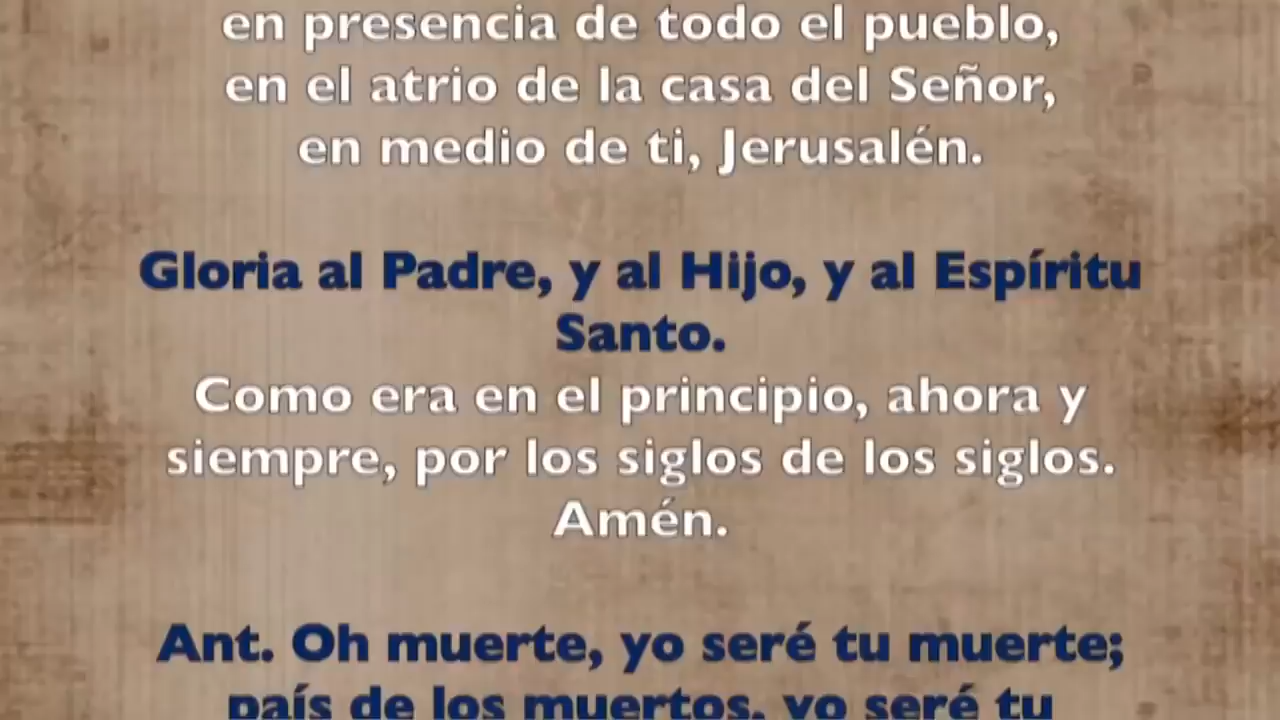 en presencia de todo el pueblo,
en el atrio de la casa del Señor,
en medio de ti, Jerusalén.
Gloria al Padre, y al Hijo, y al Espíritu
Santo.
Como era en el principio, ahora y
siempre, por los siglos de los siglos.
Amén.
Ant. Oh muerte, yo seré tu muerte;
país de los muertos, yo seré tu